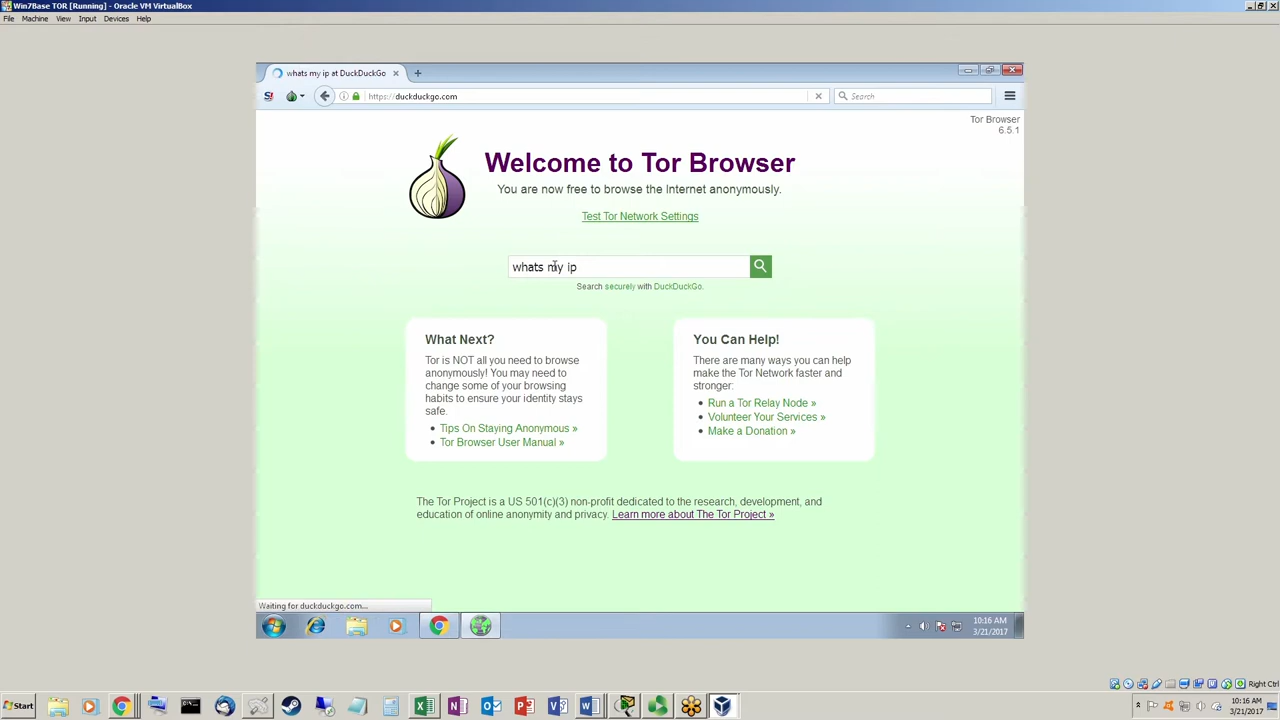 Win7Base TOR [Running] - Oracle VM VirtualBox
File Machine View Input Devices Help
whats my ip at DuckDuckGo
https://duckduckgo.com
Search
Tor Browser
6.5.1
Welcome to Tor Browser
You are now free to browse the Internet anonymously.
Test Tor Network Settings
whats my ip
Search securely with DuckDuckGo.
What Next?
Tor is NOT all you need to browse
anonymously! You may need to
change some of your browsing
habits to ensure your identity stays
safe.
Tips On Staying Anonymous »
Tor Browser User Manual »
You Can Help!
There are many ways you can help
make the Tor Network faster and
stronger:
Run a Tor Relay Node »
Volunteer Your Services »
Make a Donation »
The Tor Project is a US 501(c)(3) non-profit dedicated to the research, development, and
education of online anonymity and privacy. Learn more about The Tor Project »
Waiting for duckduckgo.com...
10:16 AM
3/21/2017
Right Ctrl
Start
10:16 AM
3/21/2017